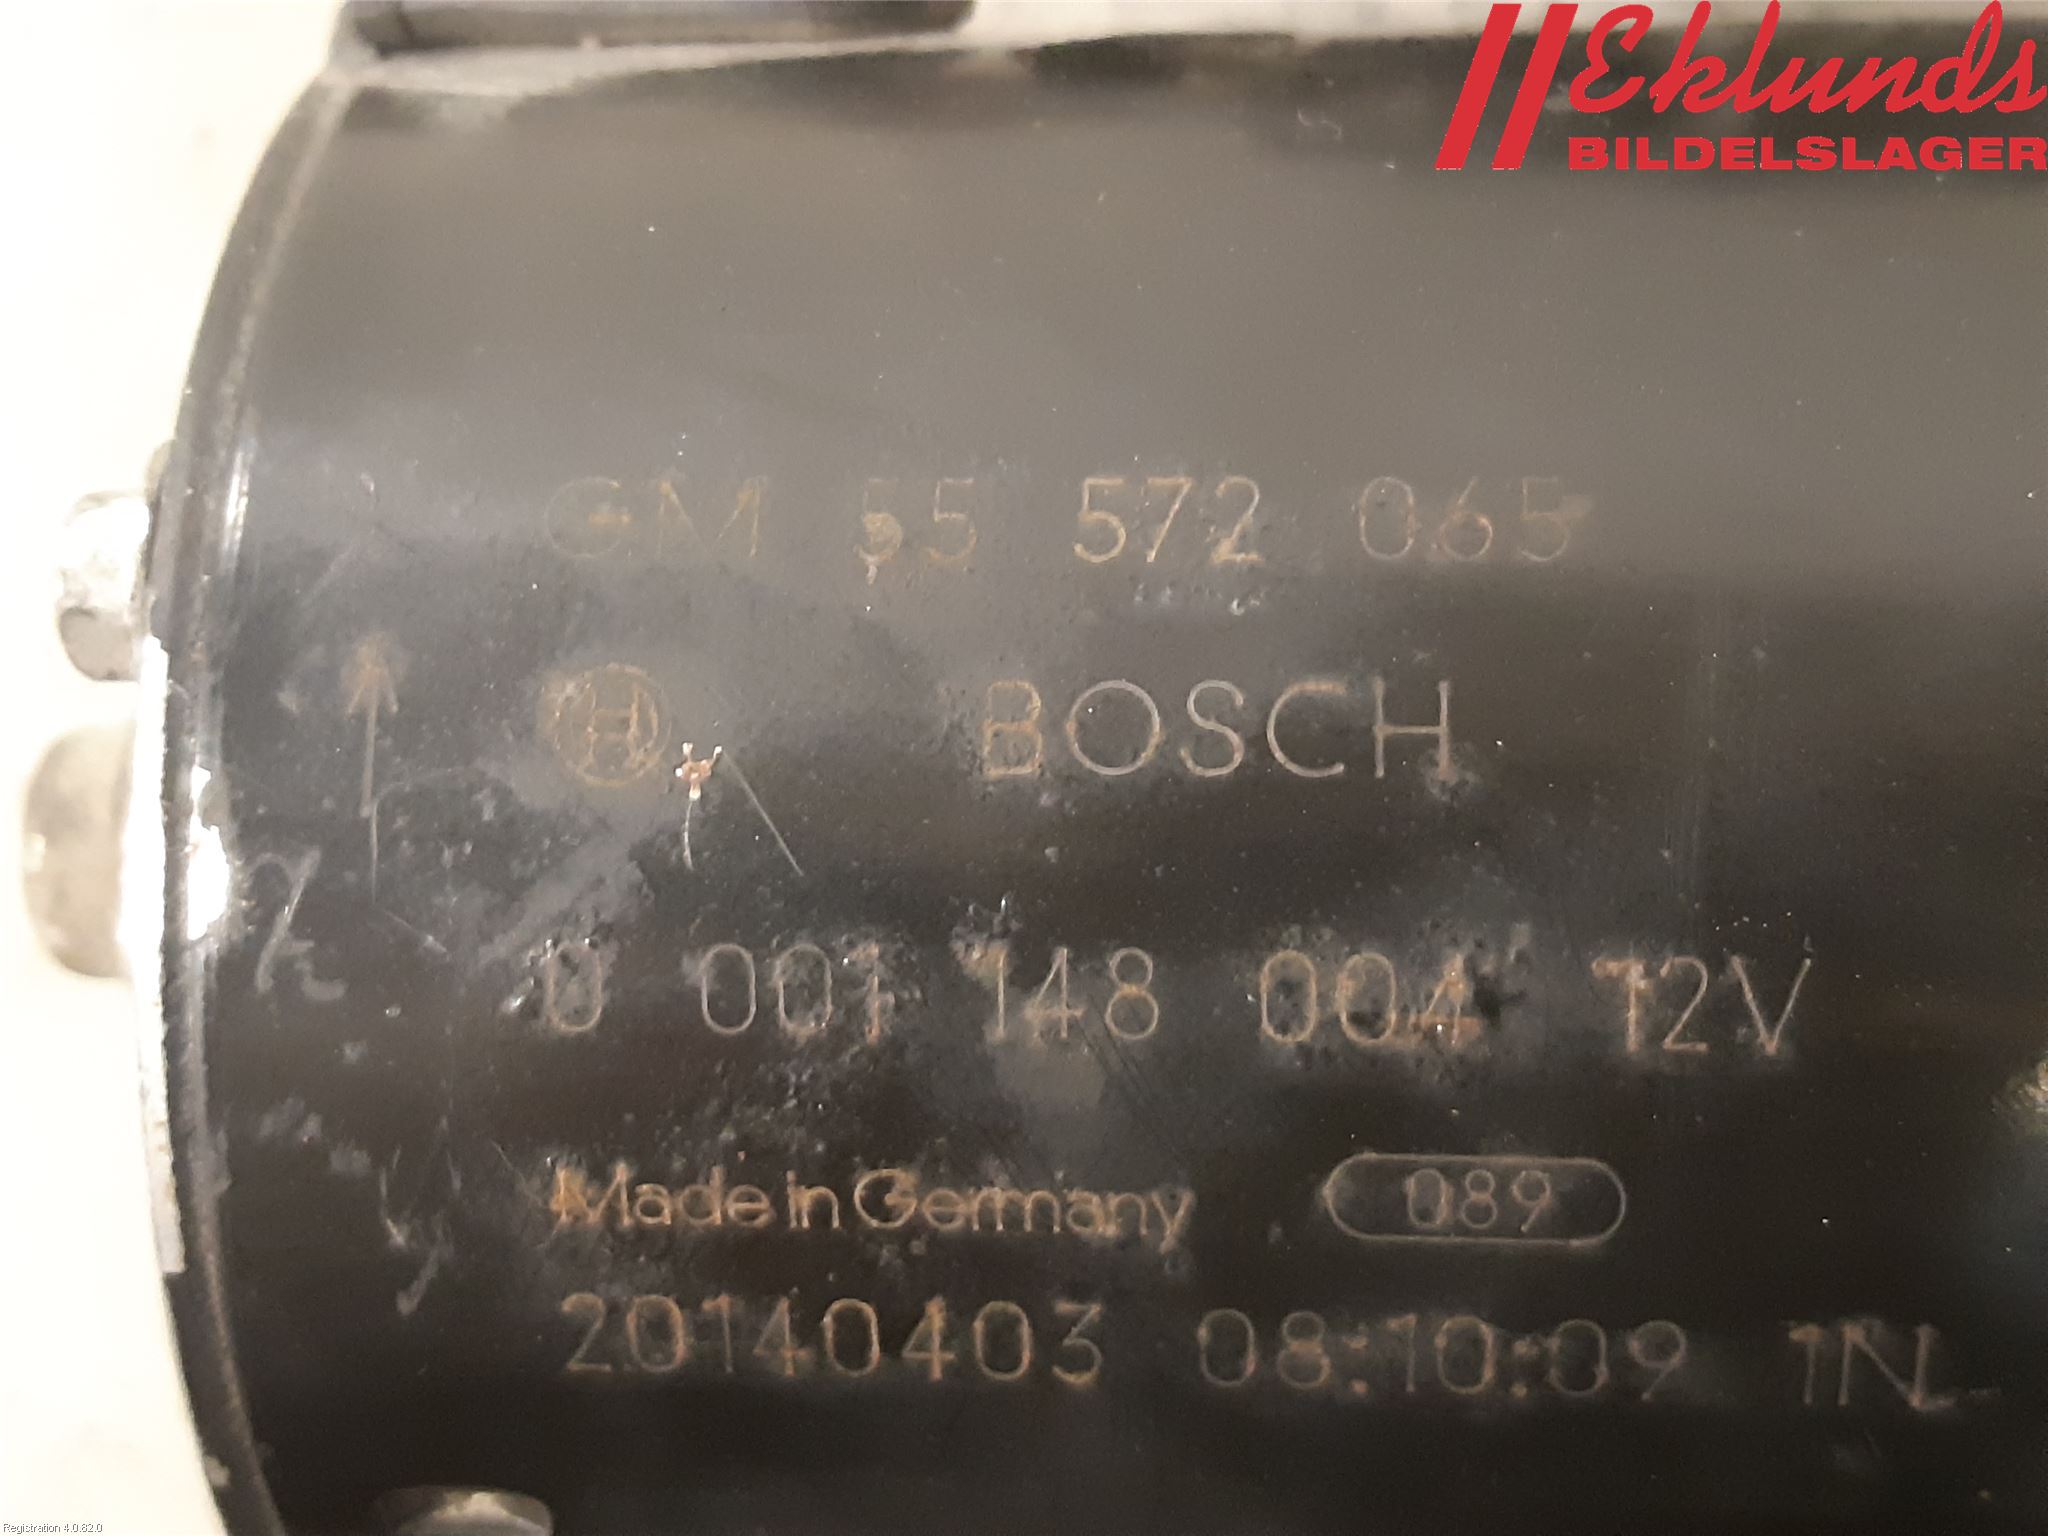 Eklunds
BILDELSLAGER
GM 55 572 065
BOSCH
0 001 148 004 12V
Made in Germany 089
20140403 08:10:09 1NL
Registration 4.0.82.0